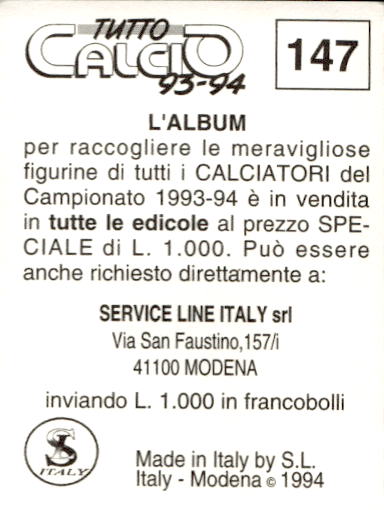 TUTTO
CALCIO
93-94
147
L'ALBUM
per raccogliere le meravigliose
figurine di tutti i CALCIATORI del
Campionato 1993-94 è in vendita
in tutte le edicole al prezzo SPE-
CIALE di L. 1.000. Può essere
anche richiesto direttamente a:
SERVICE LINE ITALY srl
Via San Faustino,157/i
41100 MODENA
inviando L. 1.000 in francobolli
SL
ITALY
Made in Italy by S.L.
Italy - Modena © 1994